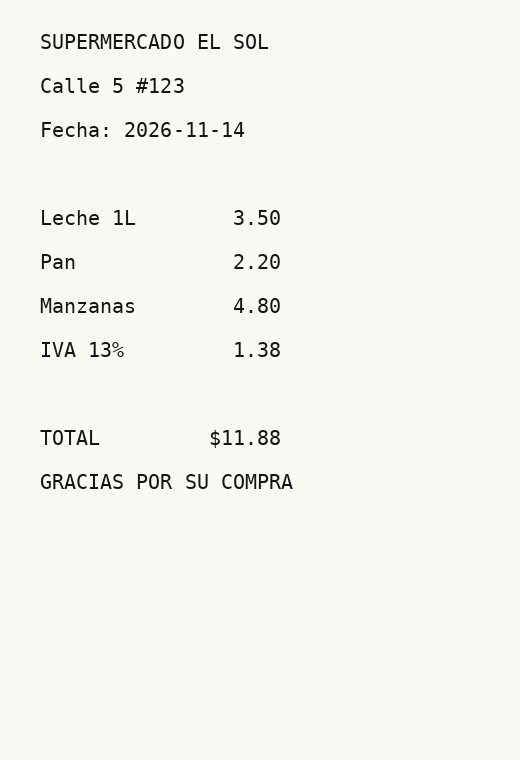 SUPERMERCADO EL SOL
Calle 5 #123
Fecha: 2026-11-14
Leche 1L 3.50
Pan 2.20
Manzanas 4.80
IVA 13% 1.38
TOTAL $11.88
GRACIAS POR SU COMPRA